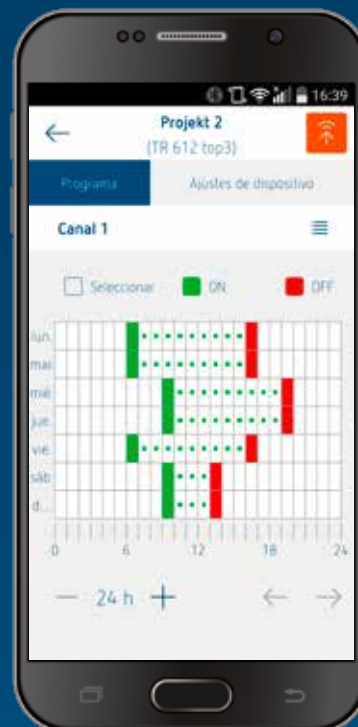 16:39
Projekt 2
(TR 612 top3)
Programa Ajustes de dispositivo
Canal 1
Seleccionar ON OFF
lun.
mar
mié
jue.
vie.
sáb
d...
0 6 12 18 24
24 h